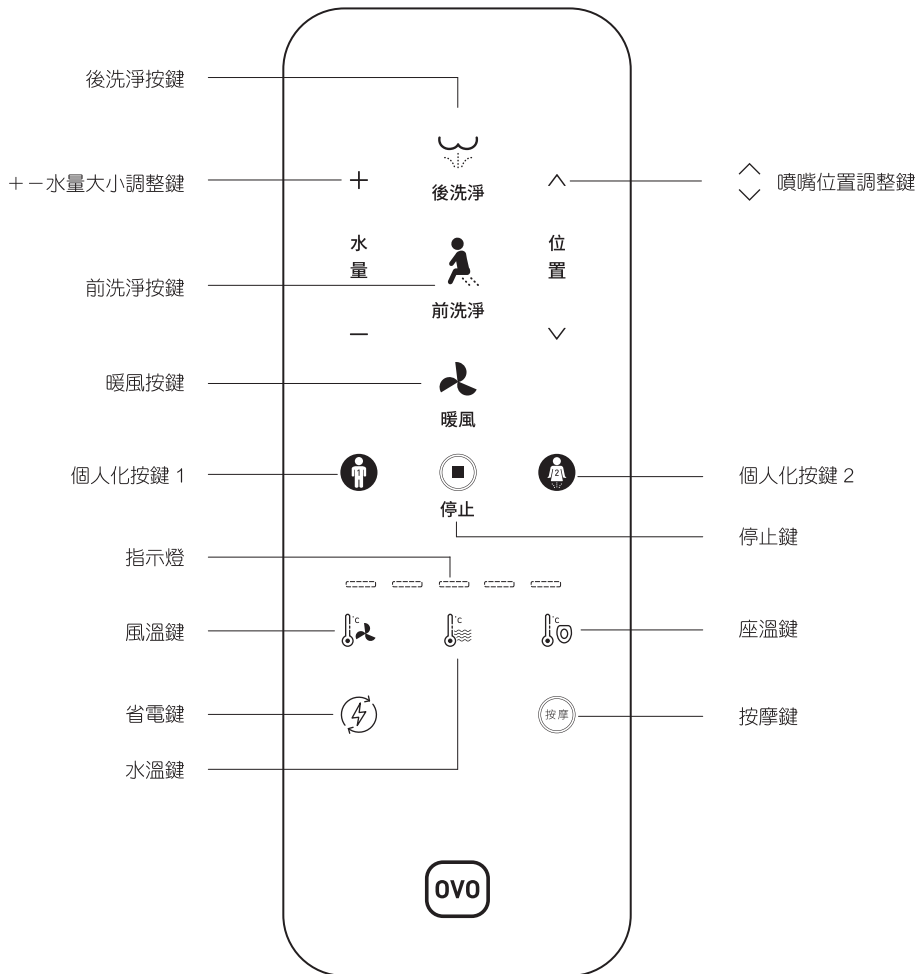 後洗淨按鍵
+－水量大小調整鍵
後洗淨
噴嘴位置調整鍵
水量
位置
前洗淨按鍵
前洗淨
暖風按鍵
暖風
個人化按鍵 1
1
2
個人化按鍵 2
停止
停止鍵
指示燈
°C
°C
°C
風溫鍵
座溫鍵
省電鍵
按摩
按摩鍵
水溫鍵
OVO